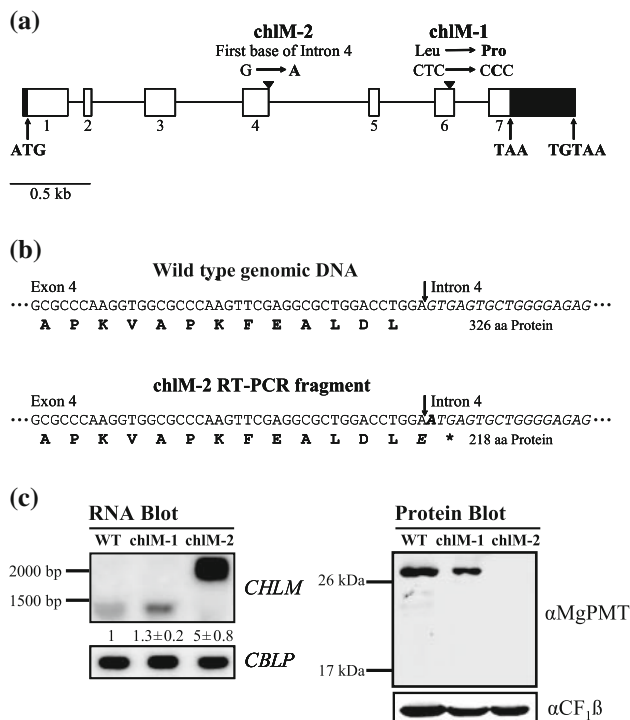 (a)
chlM-2 chlM-1
First base of Intron 4 Leu Pro
G A CTC CCC
1 2 3 4 5 6 7
ATG TAA TGTAA
0.5 kb
(b)
Wild type genomic DNA
Exon 4 Intron 4
···GCGCCCAAGGTGGCGCCCAAGTTCGAGGCGCTGGACCTGGAGTGAGTGCTGGGGAGAG···
A P K V A P K F E A L D L 326 aa Protein
chlM-2 RT-PCR fragment
Exon 4 Intron 4
···GCGCCCAAGGTGGCGCCCAAGTTCGAGGCGCTGGACCTGGAATGAGTGCTGGGGAGAG···
A P K V A P K F E A L D L E * 218 aa Protein
(c)
RNA Blot
WT chlM-1 chlM-2
2000 bp
1500 bp
CHLM
1 1.3±0.2 5±0.8
CBLP
Protein Blot
WT chlM-1 chlM-2
26 kDa
17 kDa
αMgPMT
αCF₁ß